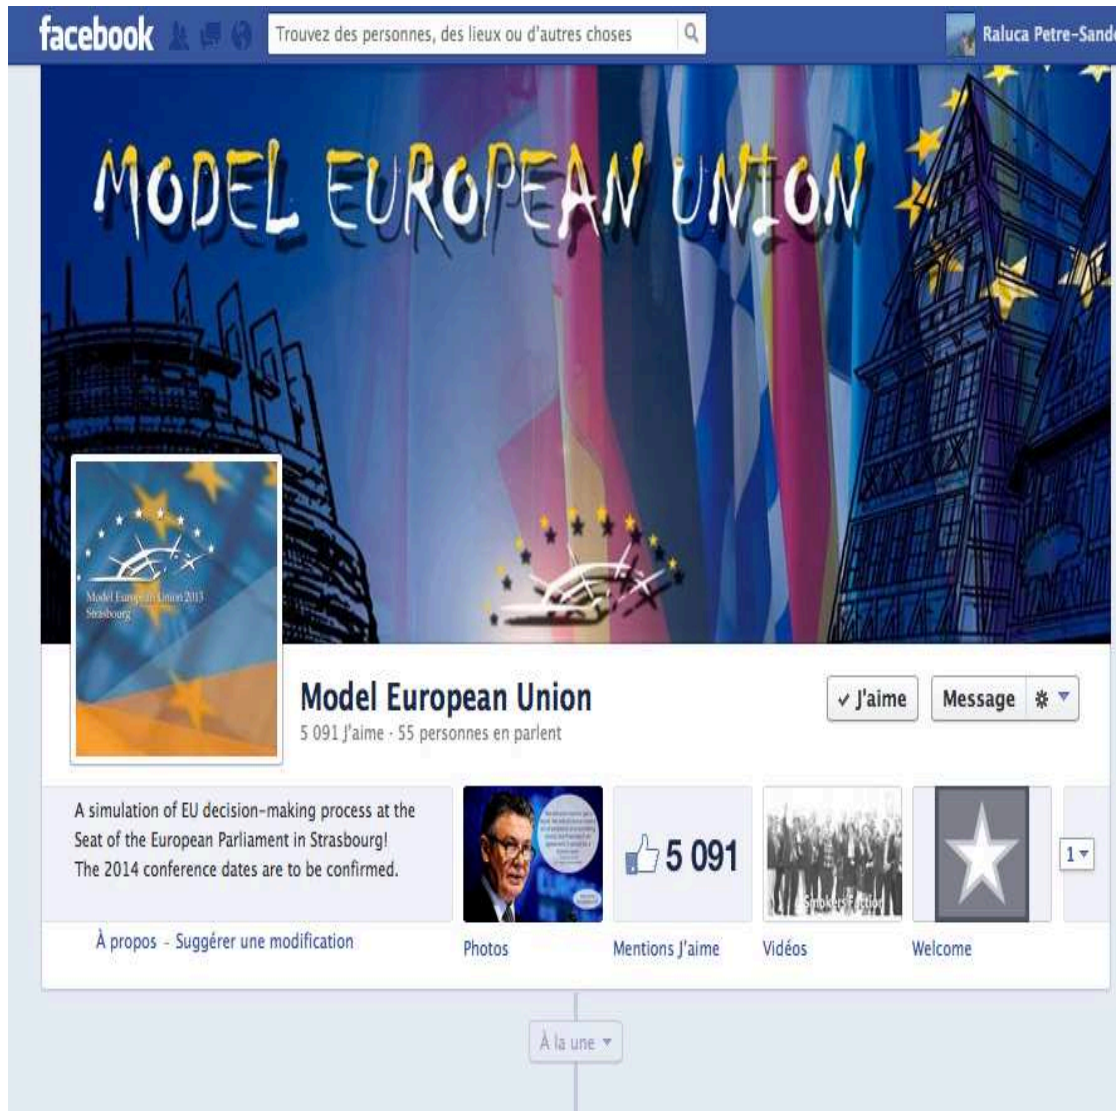 facebook
Trouvez des personnes, des lieux ou d'autres choses
Raluca Petre-Sand
MODEL EUROPEAN UNION
Model European Union 2013
Strasbourg
Model European Union
5 091 J'aime · 55 personnes en parlent
✓ J'aime
Message
A simulation of EU decision-making process at the
Seat of the European Parliament in Strasbourg!
The 2014 conference dates are to be confirmed.
À propos - Suggérer une modification
5 091
Smokers Faction
1
Photos
Mentions J'aime
Vidéos
Welcome
À la une